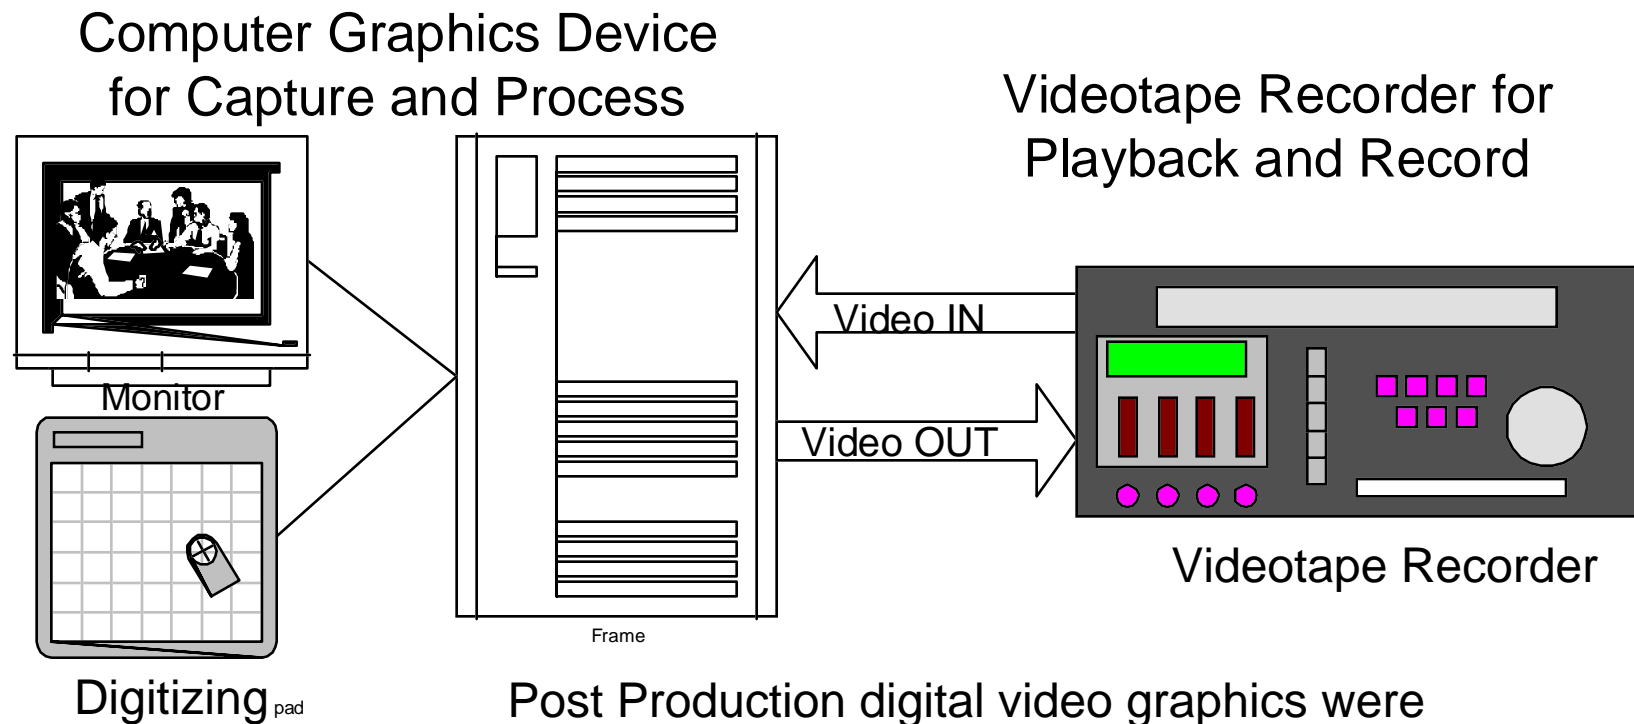 Computer Graphics Device
for Capture and Process
Videotape Recorder for
Playback and Record
Video IN
Monitor
Video OUT
Videotape Recorder
Frame
Digitizing pad
Post Production digital video graphics were